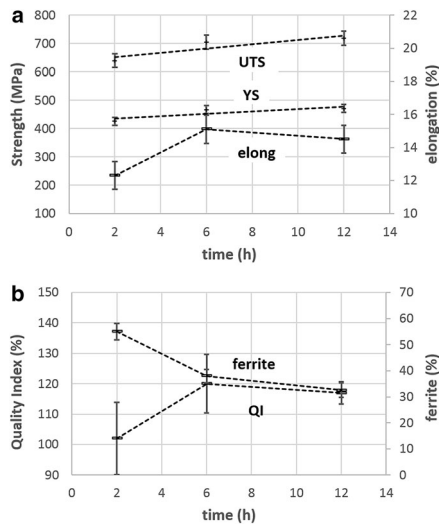 a
800
700
600
500
400
300
200
100
Strength (MPa)
22
20
18
16
14
12
10
elongation (%)
UTS
YS
elong
0 2 4 6 8 10 12 14
time (h)
b
150
140
130
120
110
100
90
Quality Index (%)
70
60
50
40
30
20
10
0
ferrite (%)
ferrite
QI
0 2 4 6 8 10 12 14
time (h)